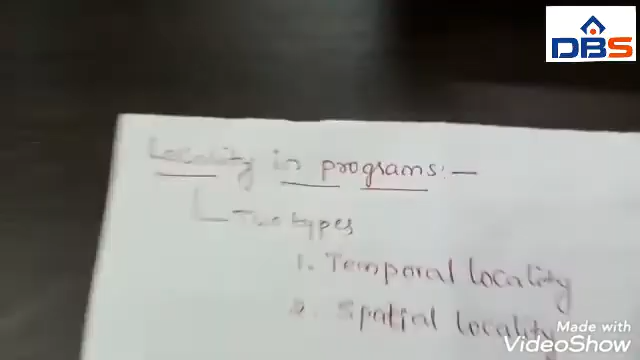 DBS
Locality in programs:-
Two types
1. Temporal locality
2. Spatial locality
Made with
VideoShow